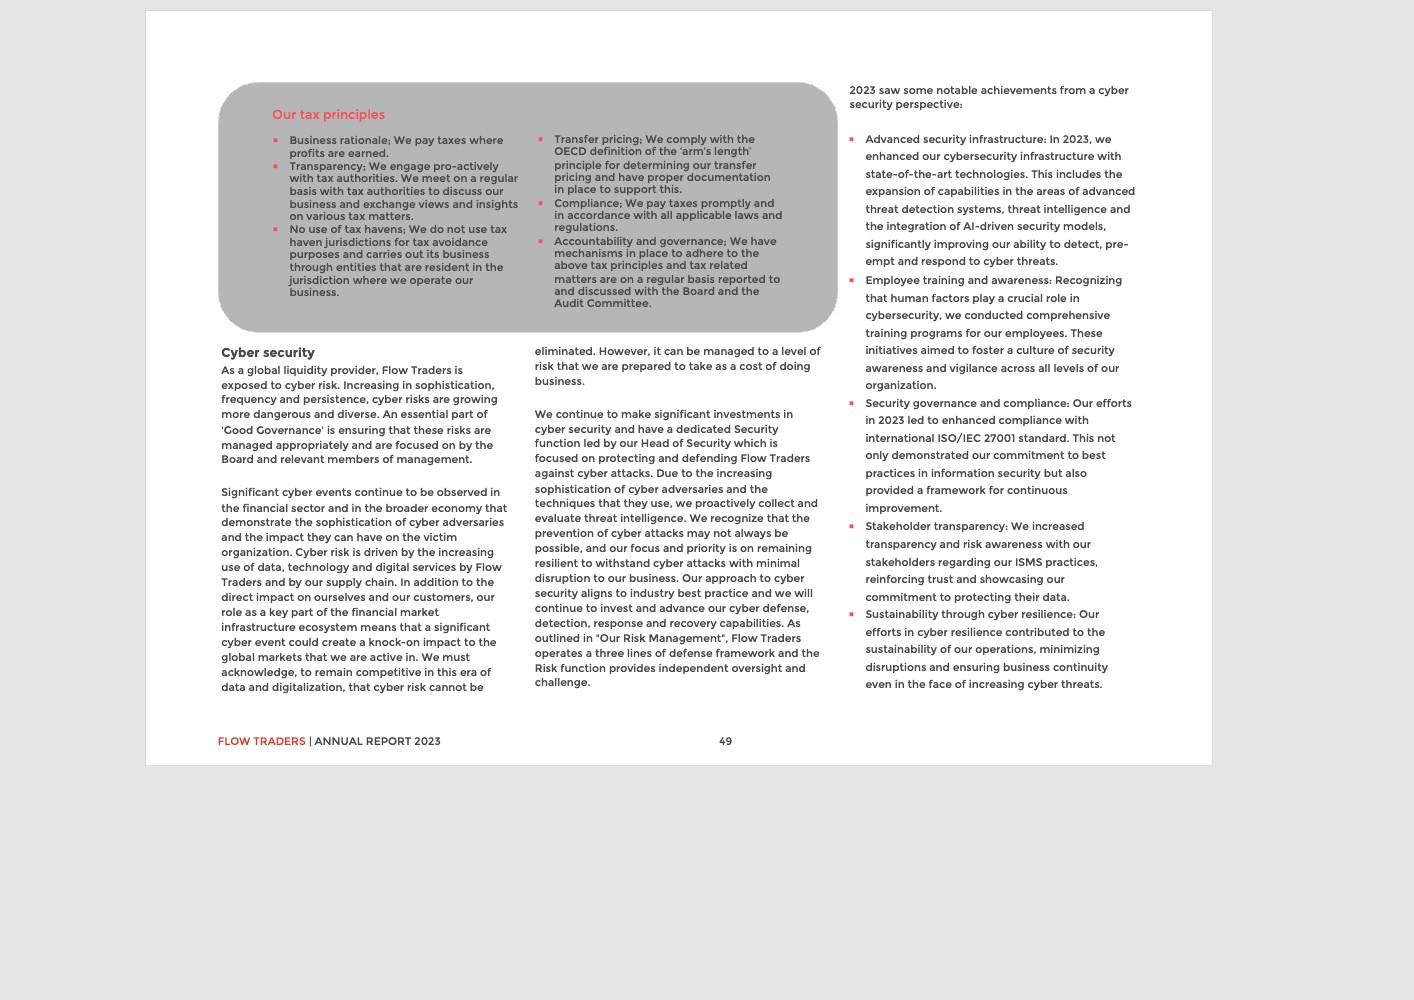 Our tax principles
Business rationale; We pay taxes where
profits are earned.
Transparency; We engage pro-actively
with tax authorities. We meet on a regular
basis with tax authorities to discuss our
business and exchange views and insights
on various tax matters.
No use of tax havens; We do not use tax
haven jurisdictions for tax avoidance
purposes and carries out its business
through entities that are resident in the
jurisdiction where we operate our
business.
Transfer pricing; We comply with the
OECD definition of the ‘arm’s length’
principle for determining our transfer
pricing and have proper documentation
in place to support this.
Compliance; We pay taxes promptly and
in accordance with all applicable laws and
regulations.
Accountability and governance; We have
mechanisms in place to adhere to the
above tax principles and tax related
matters are on a regular basis reported to
and discussed with the Board and the
Audit Committee.
Cyber security
As a global liquidity provider, Flow Traders is
exposed to cyber risk. Increasing in sophistication,
frequency and persistence, cyber risks are growing
more dangerous and diverse. An essential part of
'Good Governance' is ensuring that these risks are
managed appropriately and are focused on by the
Board and relevant members of management.
Significant cyber events continue to be observed in
the financial sector and in the broader economy that
demonstrate the sophistication of cyber adversaries
and the impact they can have on the victim
organization. Cyber risk is driven by the increasing
use of data, technology and digital services by Flow
Traders and by our supply chain. In addition to the
direct impact on ourselves and our customers, our
role as a key part of the financial market
infrastructure ecosystem means that a significant
cyber event could create a knock-on impact to the
global markets that we are active in. We must
acknowledge, to remain competitive in this era of
data and digitalization, that cyber risk cannot be
eliminated. However, it can be managed to a level of
risk that we are prepared to take as a cost of doing
business.
We continue to make significant investments in
cyber security and have a dedicated Security
function led by our Head of Security which is
focused on protecting and defending Flow Traders
against cyber attacks. Due to the increasing
sophistication of cyber adversaries and the
techniques that they use, we proactively collect and
evaluate threat intelligence. We recognize that the
prevention of cyber attacks may not always be
possible, and our focus and priority is on remaining
resilient to withstand cyber attacks with minimal
disruption to our business. Our approach to cyber
security aligns to industry best practice and we will
continue to invest and advance our cyber defense,
detection, response and recovery capabilities. As
outlined in "Our Risk Management", Flow Traders
operates a three lines of defense framework and the
Risk function provides independent oversight and
challenge.
2023 saw some notable achievements from a cyber
security perspective:
Advanced security infrastructure: In 2023, we
enhanced our cybersecurity infrastructure with
state-of-the-art technologies. This includes the
expansion of capabilities in the areas of advanced
threat detection systems, threat intelligence and
the integration of AI-driven security models,
significantly improving our ability to detect, pre-
empt and respond to cyber threats.
Employee training and awareness: Recognizing
that human factors play a crucial role in
cybersecurity, we conducted comprehensive
training programs for our employees. These
initiatives aimed to foster a culture of security
awareness and vigilance across all levels of our
organization.
Security governance and compliance: Our efforts
in 2023 led to enhanced compliance with
international ISO/IEC 27001 standard. This not
only demonstrated our commitment to best
practices in information security but also
provided a framework for continuous
improvement.
Stakeholder transparency: We increased
transparency and risk awareness with our
stakeholders regarding our ISMS practices,
reinforcing trust and showcasing our
commitment to protecting their data.
Sustainability through cyber resilience: Our
efforts in cyber resilience contributed to the
sustainability of our operations, minimizing
disruptions and ensuring business continuity
even in the face of increasing cyber threats.
FLOW TRADERS | ANNUAL REPORT 2023
49